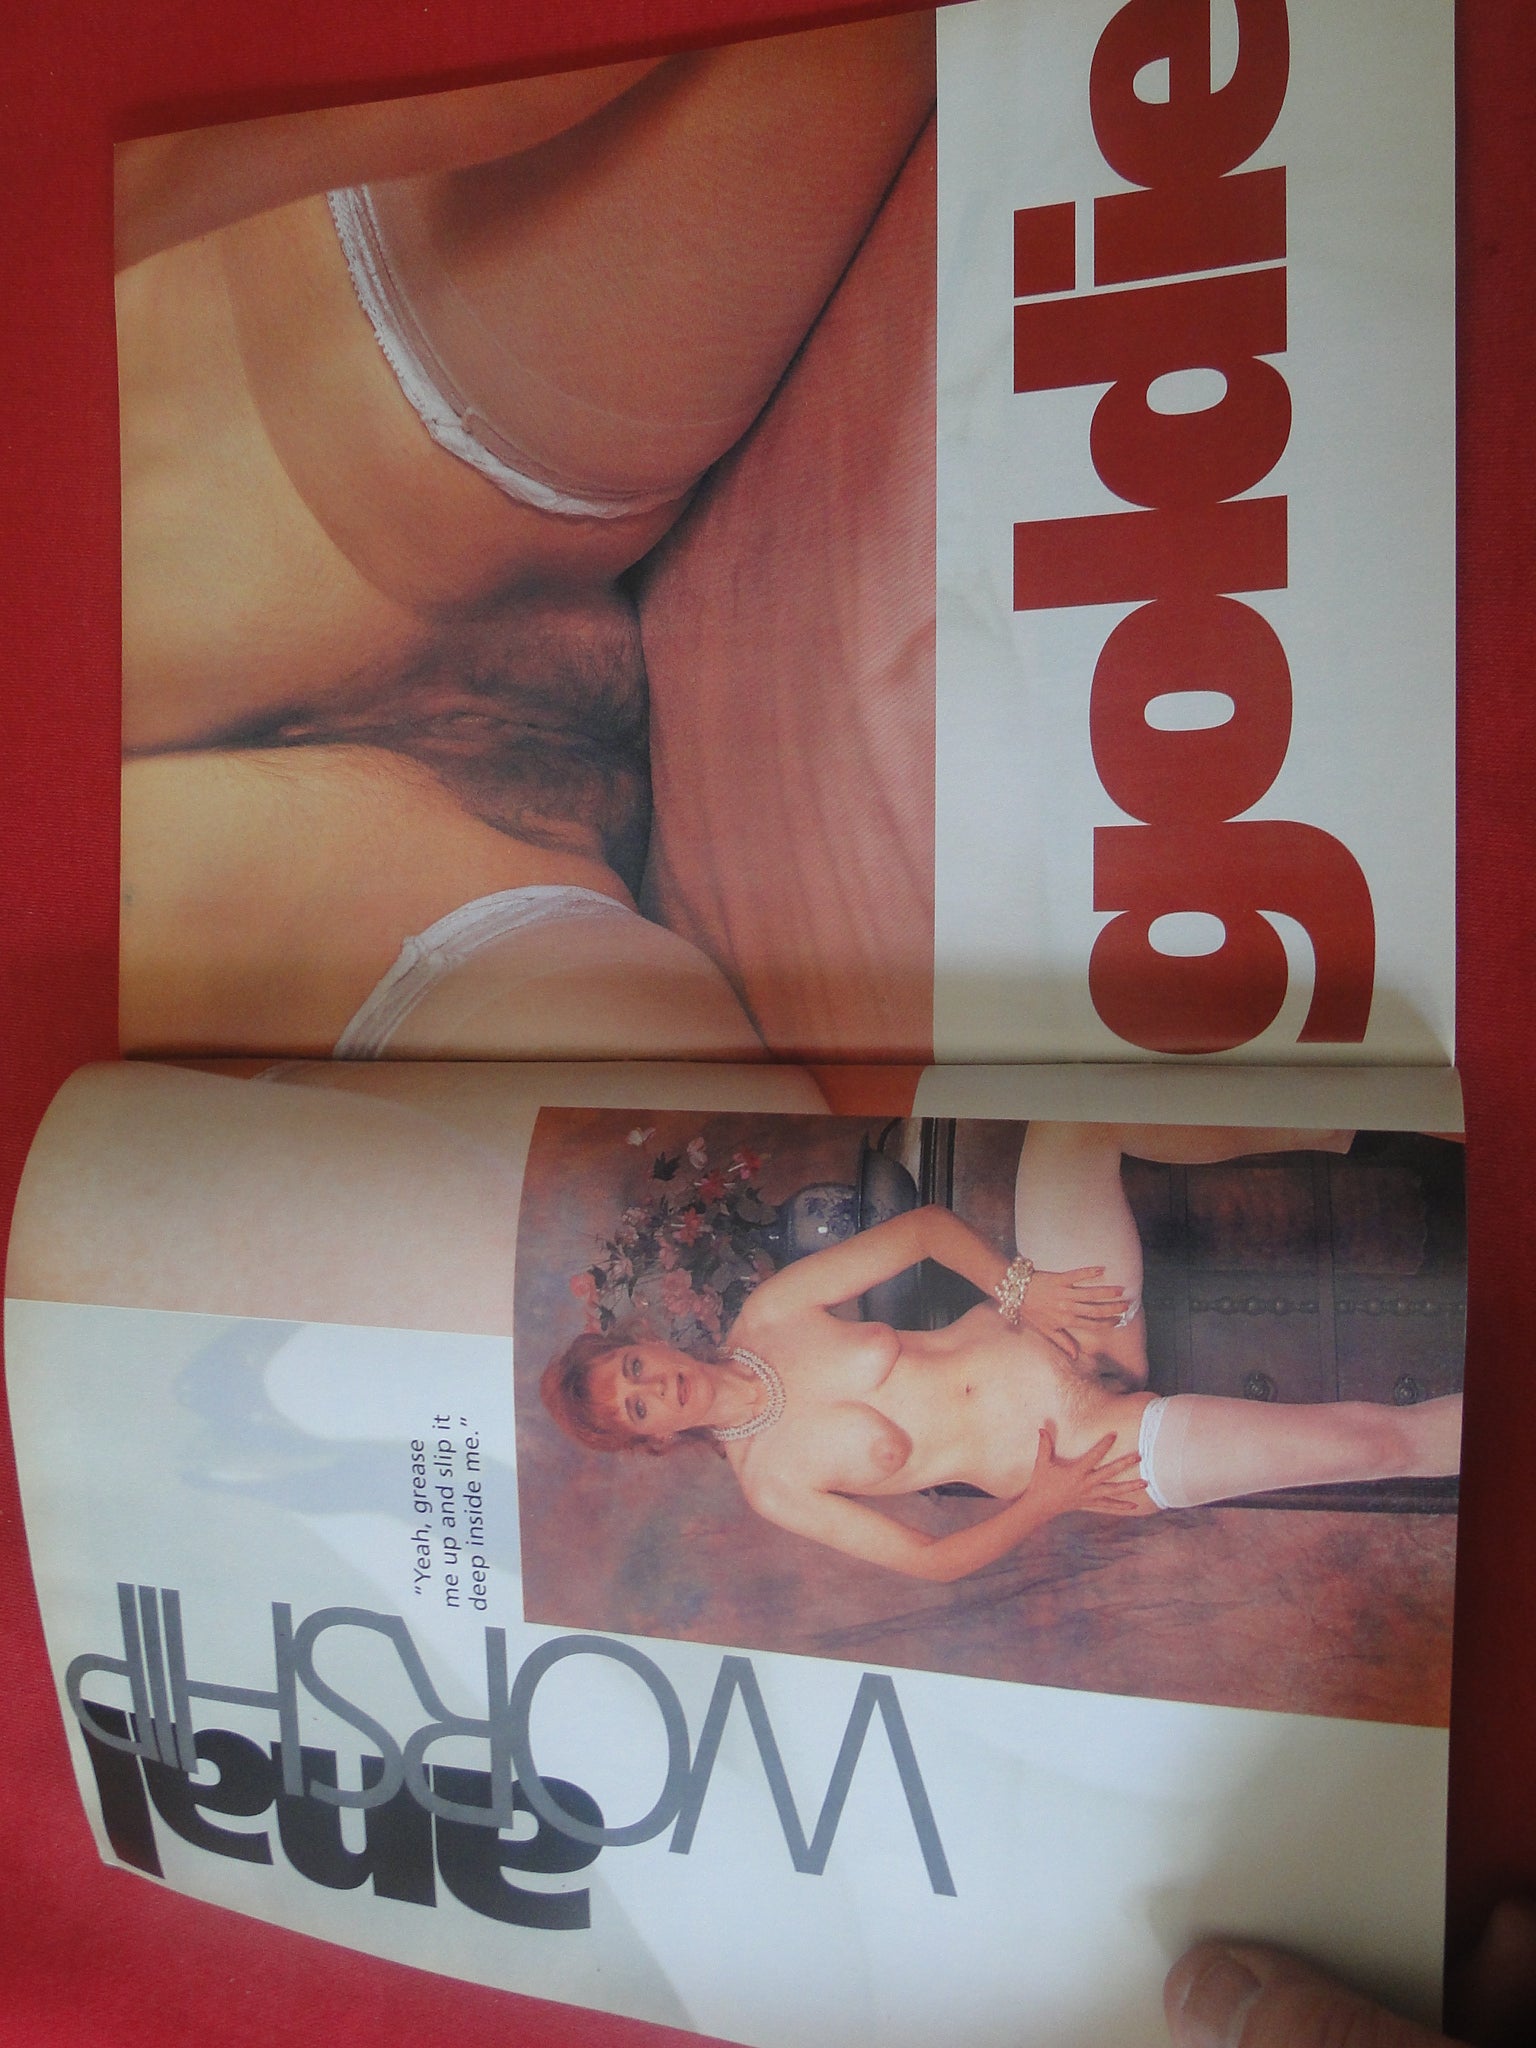 anal
WORSHIP
"Yeah, grease
me up and slip it
deep inside me."
goldie